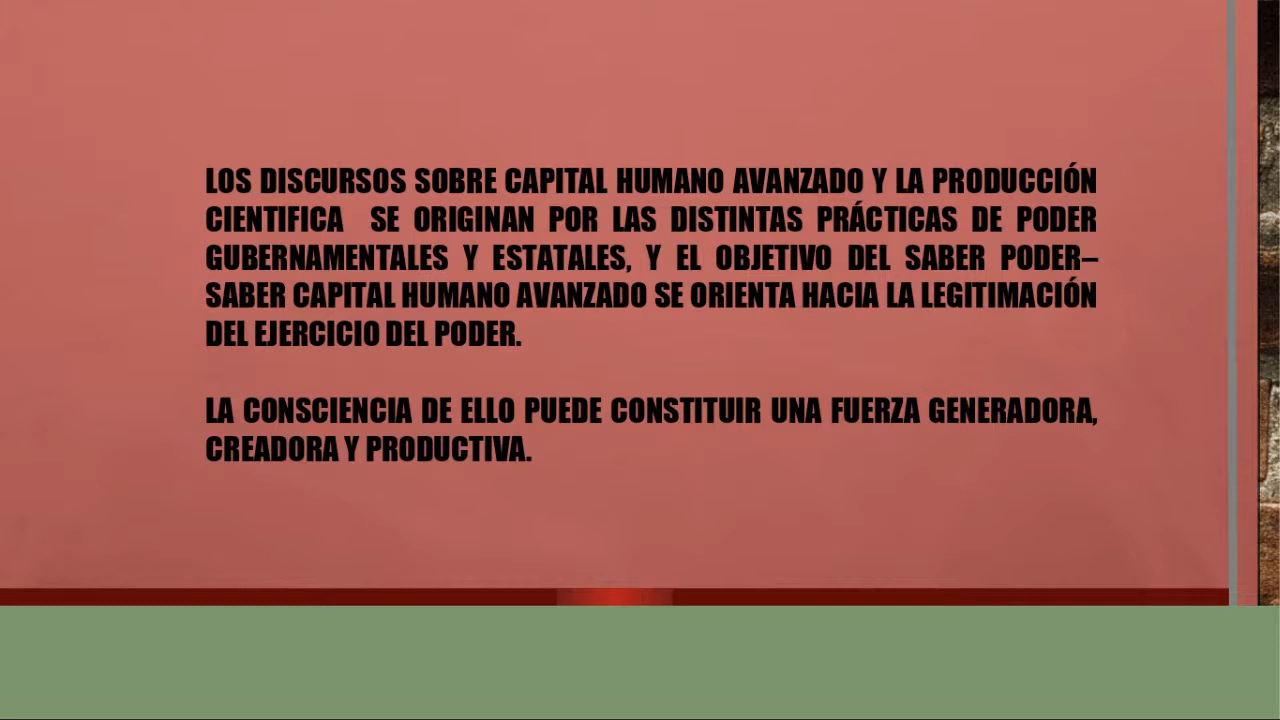 LOS DISCURSOS SOBRE CAPITAL HUMANO AVANZADO Y LA PRODUCCIÓN
CIENTIFICA SE ORIGINAN POR LAS DISTINTAS PRÁCTICAS DE PODER
GUBERNAMENTALES Y ESTATALES, Y EL OBJETIVO DEL SABER PODER–
SABER CAPITAL HUMANO AVANZADO SE ORIENTA HACIA LA LEGITIMACIÓN
DEL EJERCICIO DEL PODER.
LA CONSCIENCIA DE ELLO PUEDE CONSTITUIR UNA FUERZA GENERADORA,
CREADORA Y PRODUCTIVA.